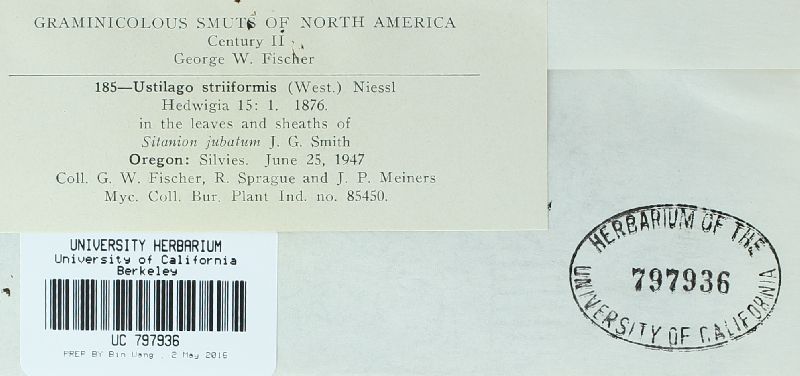 GRAMINICOLOUS SMUTS OF NORTH AMERICA
Century II
George W. Fischer
185—Ustilago striiformis (West.) Niessl
Hedwigia 15: 1. 1876.
in the leaves and sheaths of
Sitanion jubatum J. G. Smith
Oregon: Silvies. June 25, 1947
Coll. G. W. Fischer, R. Sprague and J. P. Meiners
Myc. Coll. Bur. Plant Ind. no. 85450.
UNIVERSITY HERBARIUM
University of California
Berkeley
UC 797936
PREP BY Bin Wang , 2 May 2016
HERBARIUM OF THE
797936
UNIVERSITY OF CALIFORNIA